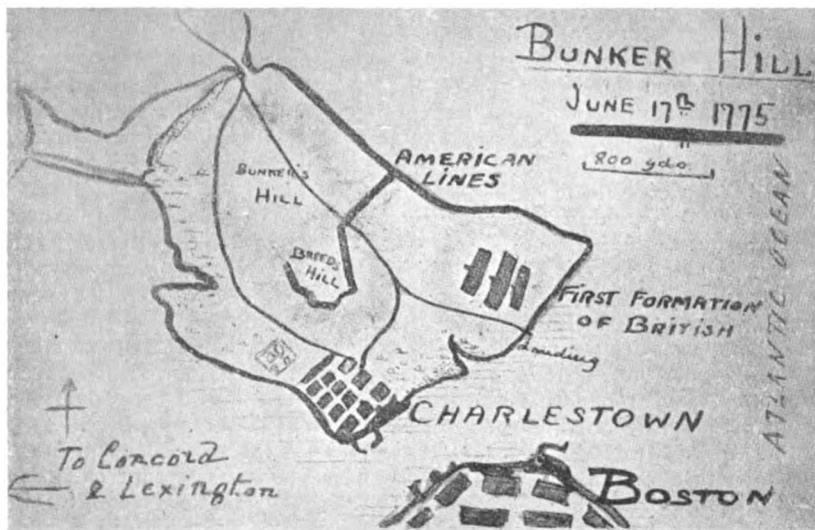 BUNKER HILL
JUNE 17th 1775
800 yds
AMERICAN
LINES
BUNKER'S
HILL
BREED'S
HILL
FIRST FORMATION
OF BRITISH
Landing
ATLANTIC OCEAN
CHARLESTOWN
To Concord
& Lexington
BOSTON